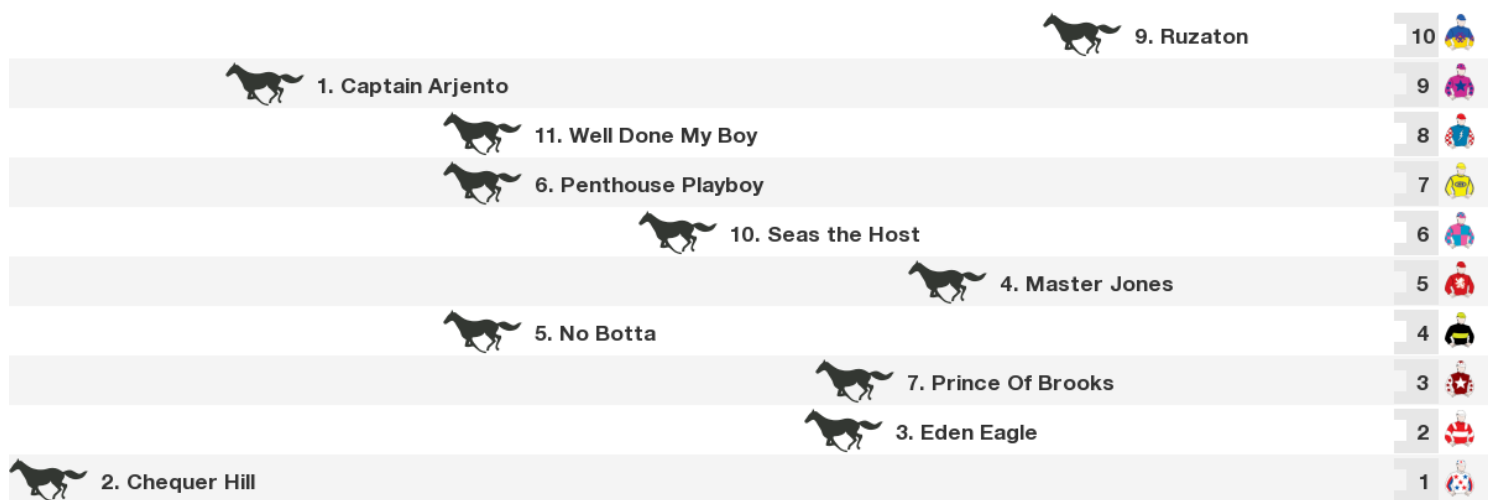 9. Ruzaton 10
1. Captain Arjento 9
11. Well Done My Boy 8
6. Penthouse Playboy 7
10. Seas the Host 6
4. Master Jones 5
5. No Botta 4
7. Prince Of Brooks 3
3. Eden Eagle 2
2. Chequer Hill 1